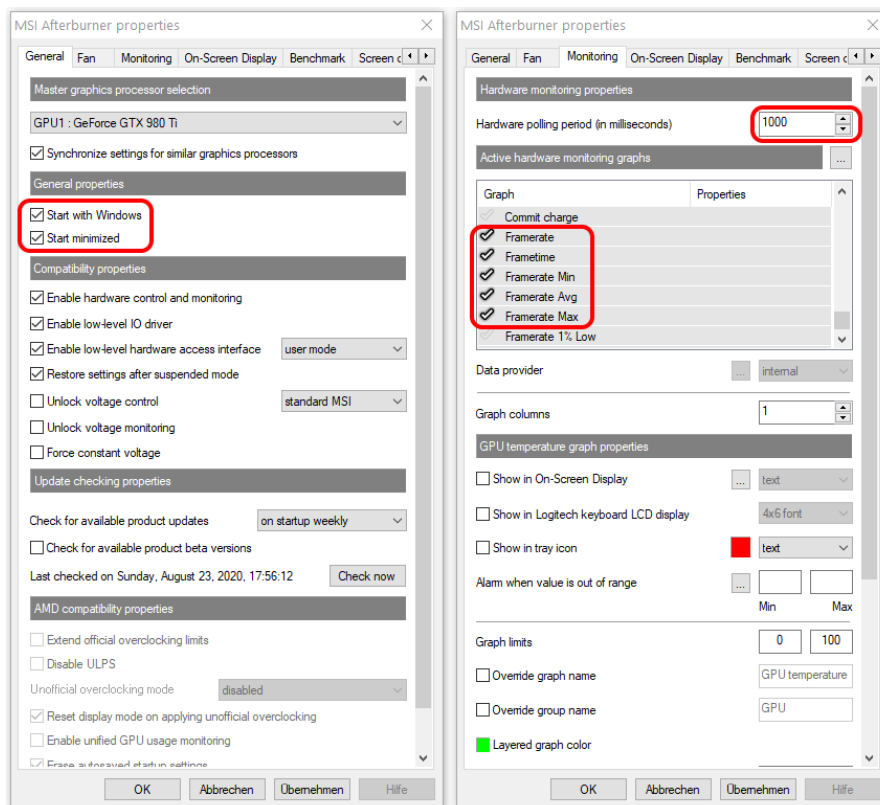 MSI Afterburner properties
General Fan Monitoring On-Screen Display Benchmark Screen c
Master graphics processor selection
GPU1 : GeForce GTX 980 Ti
Synchronize settings for similar graphics processors
General properties
Start with Windows
Start minimized
Compatibility properties
Enable hardware control and monitoring
Enable low-level IO driver
Enable low-level hardware access interface user mode
Restore settings after suspended mode
Unlock voltage control standard MSI
Unlock voltage monitoring
Force constant voltage
Update checking properties
Check for available product updates on startup weekly
Check for available product beta versions
Last checked on Sunday, August 23, 2020, 17:56:12 Check now
AMD compatibility properties
Extend official overclocking limits
Disable ULPS
Unofficial overclocking mode disabled
Reset display mode on applying unofficial overclocking
Enable unified GPU usage monitoring
Erase autosaved startup settings
OK Abbrechen Übernehmen Hilfe
MSI Afterburner properties
General Fan Monitoring On-Screen Display Benchmark Screen c
Hardware monitoring properties
Hardware polling period (in milliseconds) 1000
Active hardware monitoring graphs ...
Graph Properties
Commit charge
Framerate
Frametime
Framerate Min
Framerate Avg
Framerate Max
Framerate 1% Low
Data provider ... internal
Graph columns 1
GPU temperature graph properties
Show in On-Screen Display ... text
Show in Logitech keyboard LCD display 4x6 font
Show in tray icon text
Alarm when value is out of range ...
Min Max
Graph limits 0 100
Override graph name GPU temperature
Override group name GPU
Layered graph color
OK Abbrechen Übernehmen Hilfe